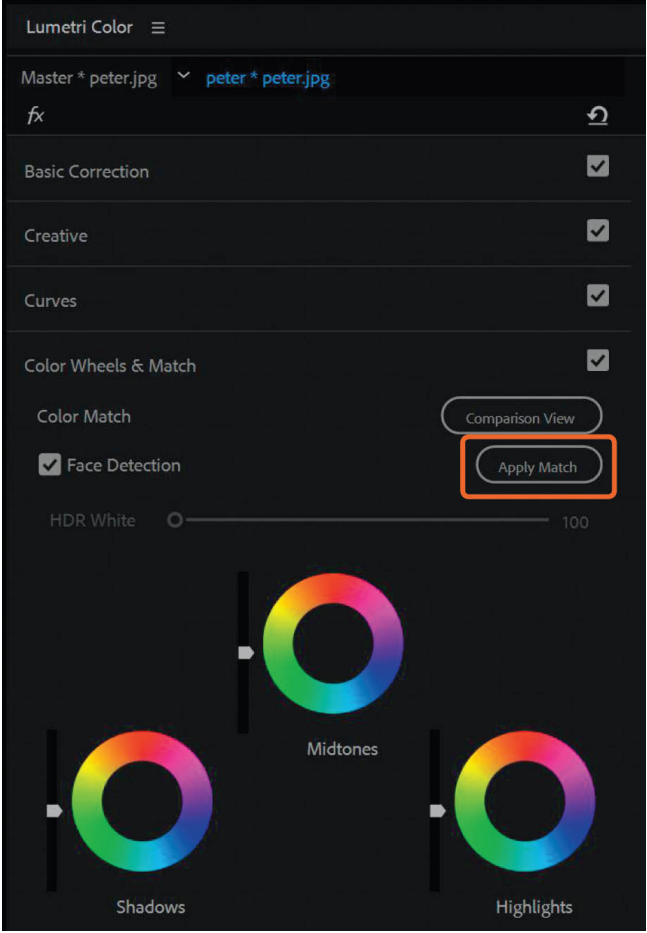 Lumetri Color
Master * peter.jpg peter * peter.jpg
fx
Basic Correction
Creative
Curves
Color Wheels & Match
Color Match Comparison View
Face Detection Apply Match
HDR White 100
Midtones
Shadows Highlights